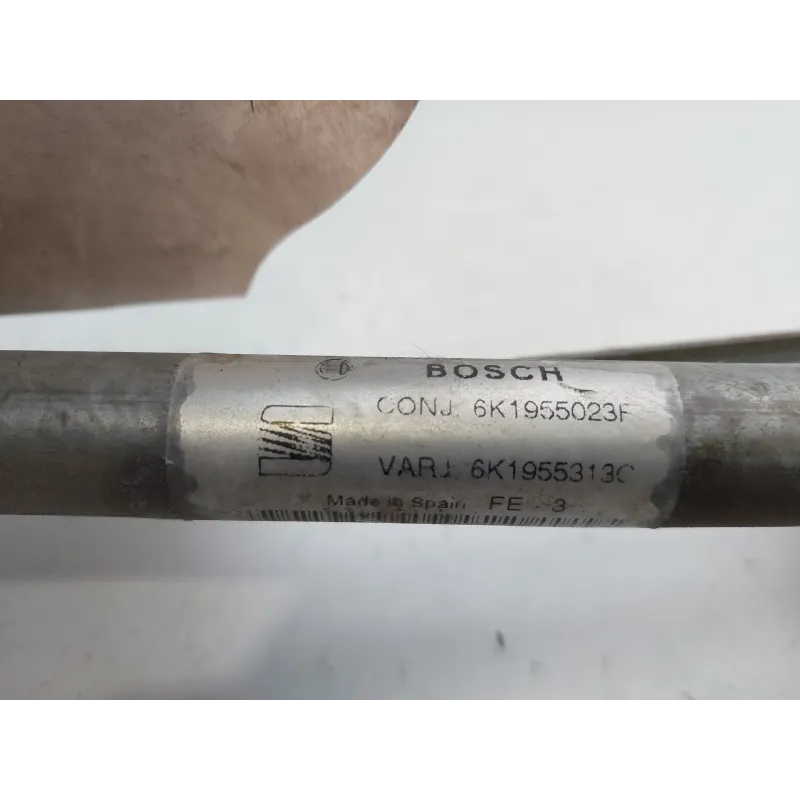 BOSCH
CONJ. 6K1955023F
VARJ. 6K1955313C
Made in Spain FE - 3